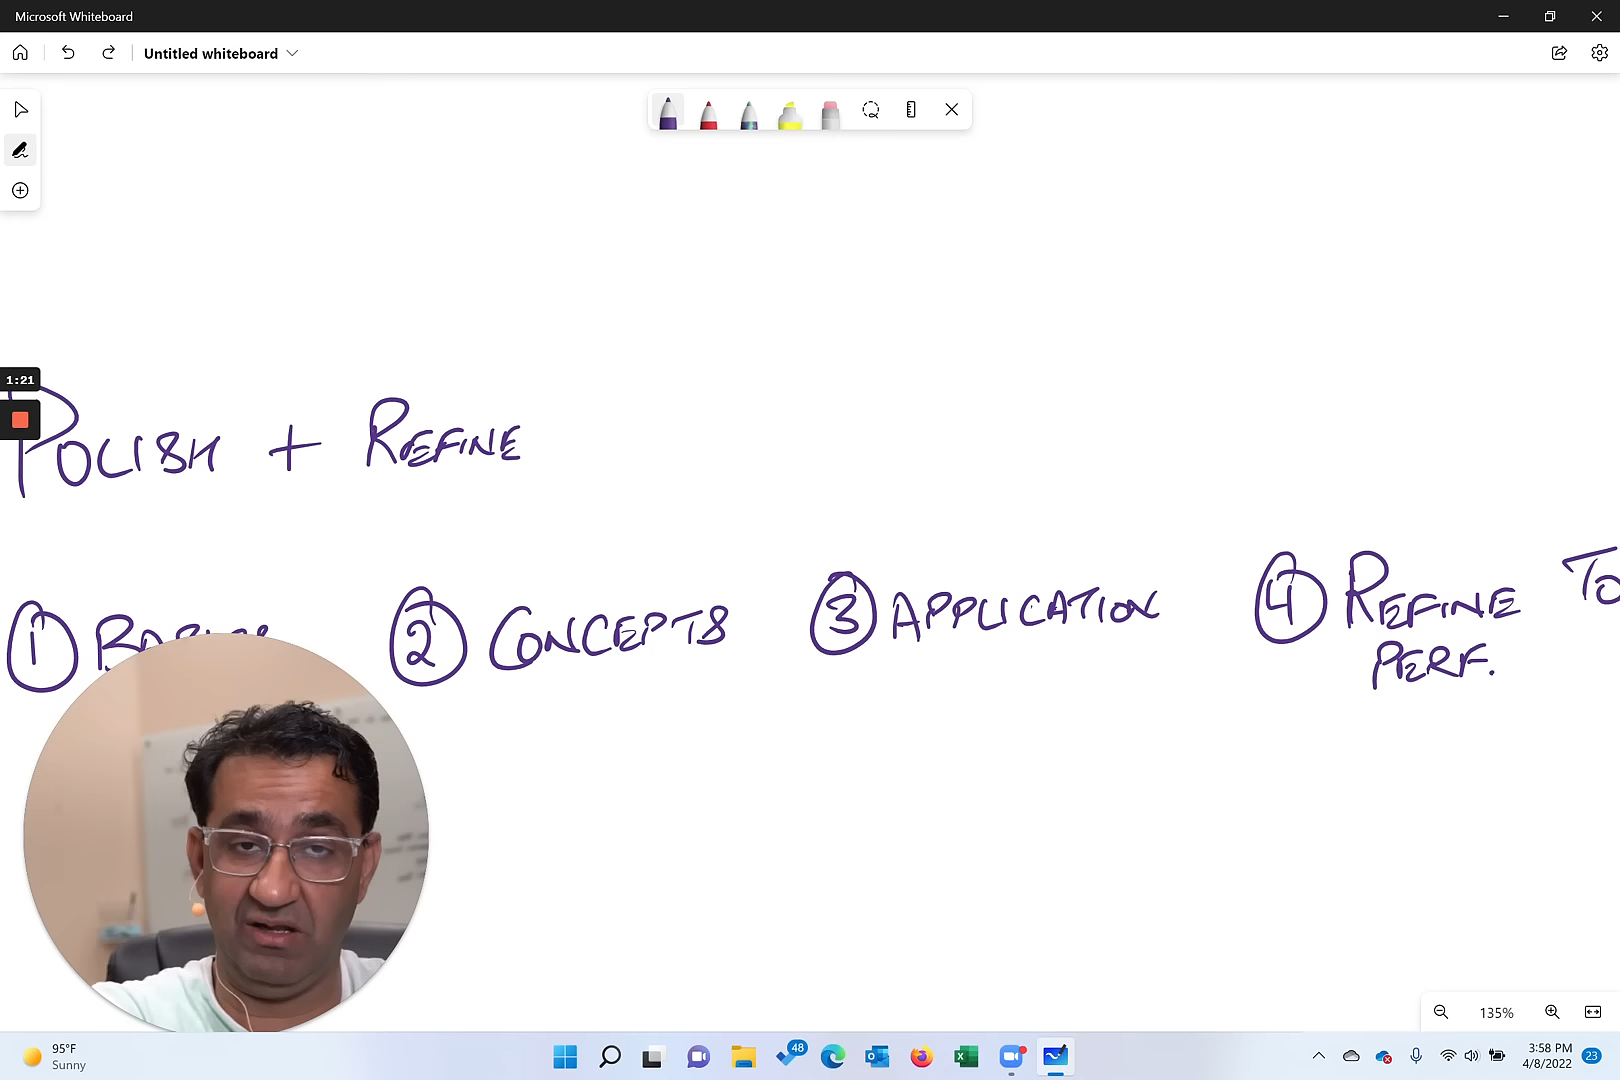 Microsoft Whiteboard
Untitled whiteboard
1:21
POLISH + REFINE
1 2 CONCEPTS 3 APPLICATION 4 REFINE TO
PERF.
135%
95°F
Sunny
48
3:58 PM
4/8/2022
23